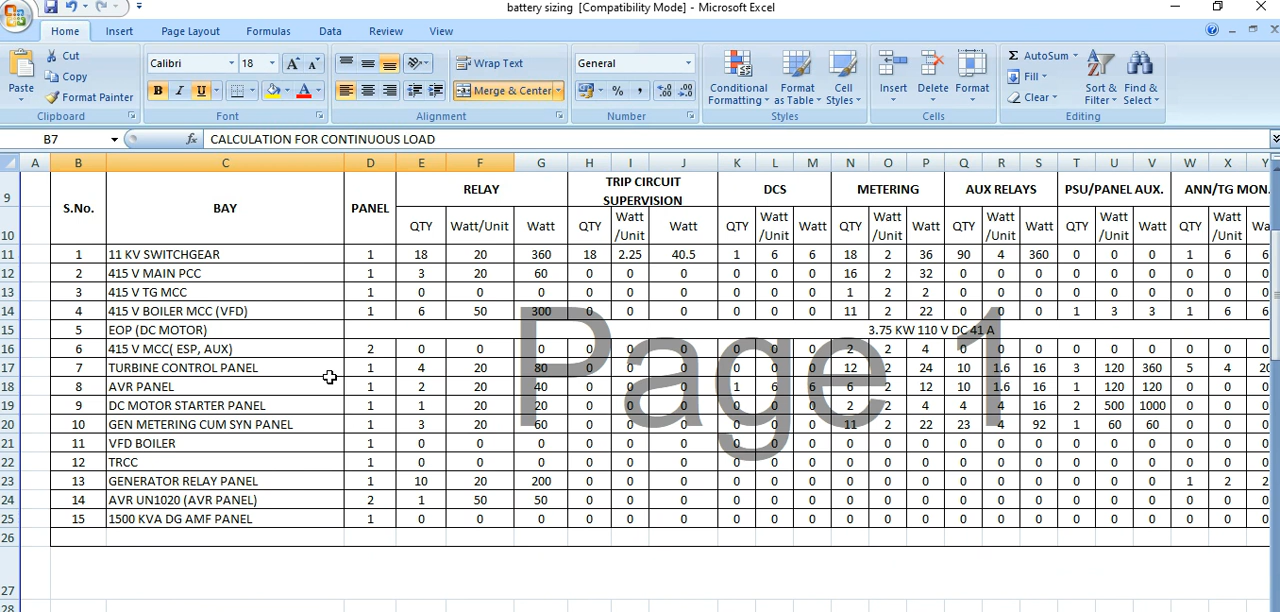 battery sizing [Compatibility Mode] - Microsoft Excel
Home Insert Page Layout Formulas Data Review View
Paste Cut Copy Format Painter Clipboard
Calibri 18 B I U Font
Wrap Text Merge & Center Alignment
General % , Number
Conditional Formatting Format as Table Cell Styles Styles
Insert Delete Format Cells
Σ AutoSum Fill Clear Sort & Filter Find & Select Editing
B7 fx CALCULATION FOR CONTINUOUS LOAD
A B C D E F G H I J K L M N O P Q R S T U V W X Y
9 S.No. BAY PANEL RELAY TRIP CIRCUIT SUPERVISION DCS METERING AUX RELAYS PSU/PANEL AUX. ANN/TG MON.
10 QTY Watt/Unit Watt QTY Watt /Unit Watt QTY Watt /Unit Watt QTY Watt /Unit Watt QTY Watt /Unit Watt QTY Watt /Unit Watt QTY Watt /Unit Wa
11 1 11 KV SWITCHGEAR 1 18 20 360 18 2.25 40.5 1 6 6 18 2 36 90 4 360 0 0 0 1 6 6
12 2 415 V MAIN PCC 1 3 20 60 0 0 0 0 0 0 16 2 32 0 0 0 0 0 0 0 0 0
13 3 415 V TG MCC 1 0 0 0 0 0 0 0 0 0 1 2 2 0 0 0 0 0 0 0 0 0
14 4 415 V BOILER MCC (VFD) 1 6 50 300 0 0 0 0 0 0 11 2 22 0 0 0 1 3 3 1 6 6
15 5 EOP (DC MOTOR) 3.75 KW 110 V DC 41 A
16 6 415 V MCC( ESP, AUX) 2 0 0 0 0 0 0 0 0 0 2 2 4 0 0 0 0 0 0 0 0 0
17 7 TURBINE CONTROL PANEL 1 4 20 80 0 0 0 0 0 0 12 2 24 10 1.6 16 3 120 360 5 4 20
18 8 AVR PANEL 1 2 20 40 0 0 0 1 6 6 6 2 12 10 1.6 16 1 120 120 0 0 0
19 9 DC MOTOR STARTER PANEL 1 1 20 20 0 0 0 0 0 0 2 2 4 4 4 16 2 500 1000 0 0 0
20 10 GEN METERING CUM SYN PANEL 1 3 20 60 0 0 0 0 0 0 11 2 22 23 4 92 1 60 60 0 0 0
21 11 VFD BOILER 1 0 0 0 0 0 0 0 0 0 0 0 0 0 0 0 0 0 0 0 0 0
22 12 TRCC 1 0 0 0 0 0 0 0 0 0 0 0 0 0 0 0 0 0 0 0 0 0
23 13 GENERATOR RELAY PANEL 1 10 20 200 0 0 0 0 0 0 0 0 0 0 0 0 0 0 0 1 2 2
24 14 AVR UN1020 (AVR PANEL) 2 1 50 50 0 0 0 0 0 0 0 0 0 0 0 0 0 0 0 0 0 0
25 15 1500 KVA DG AMF PANEL 1 0 0 0 0 0 0 0 0 0 0 0 0 0 0 0 0 0 0 0 0 0
26
27
28
Page 1